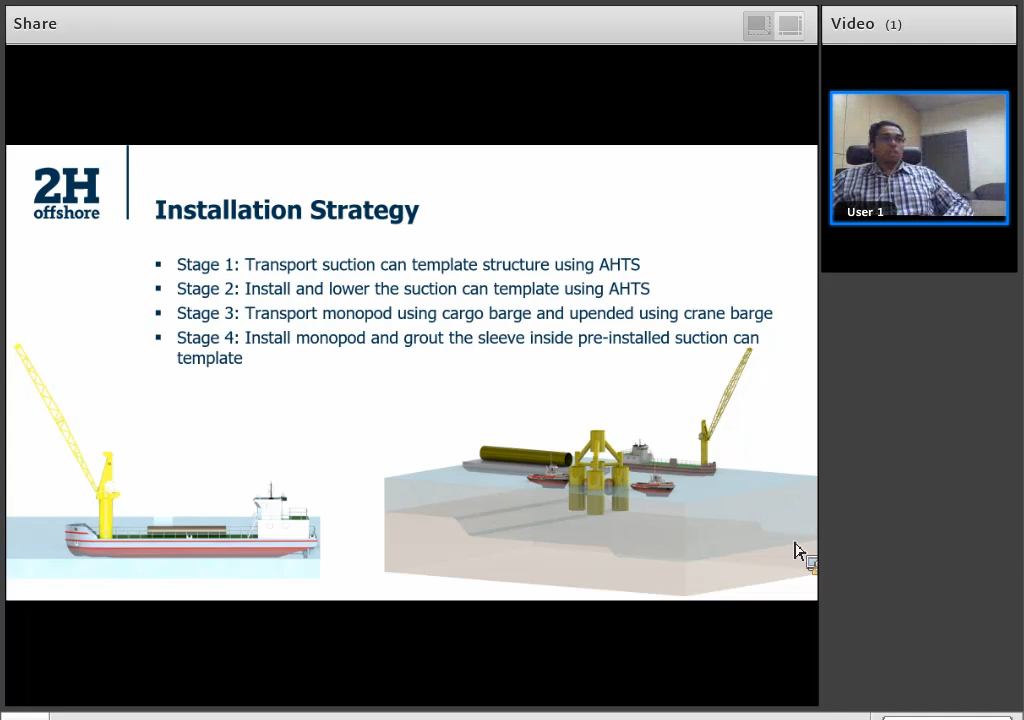 Share
Video (1)
User 1
2H
offshore
Installation Strategy
▪ Stage 1: Transport suction can template structure using AHTS
▪ Stage 2: Install and lower the suction can template using AHTS
▪ Stage 3: Transport monopod using cargo barge and upended using crane barge
▪ Stage 4: Install monopod and grout the sleeve inside pre-installed suction can
template